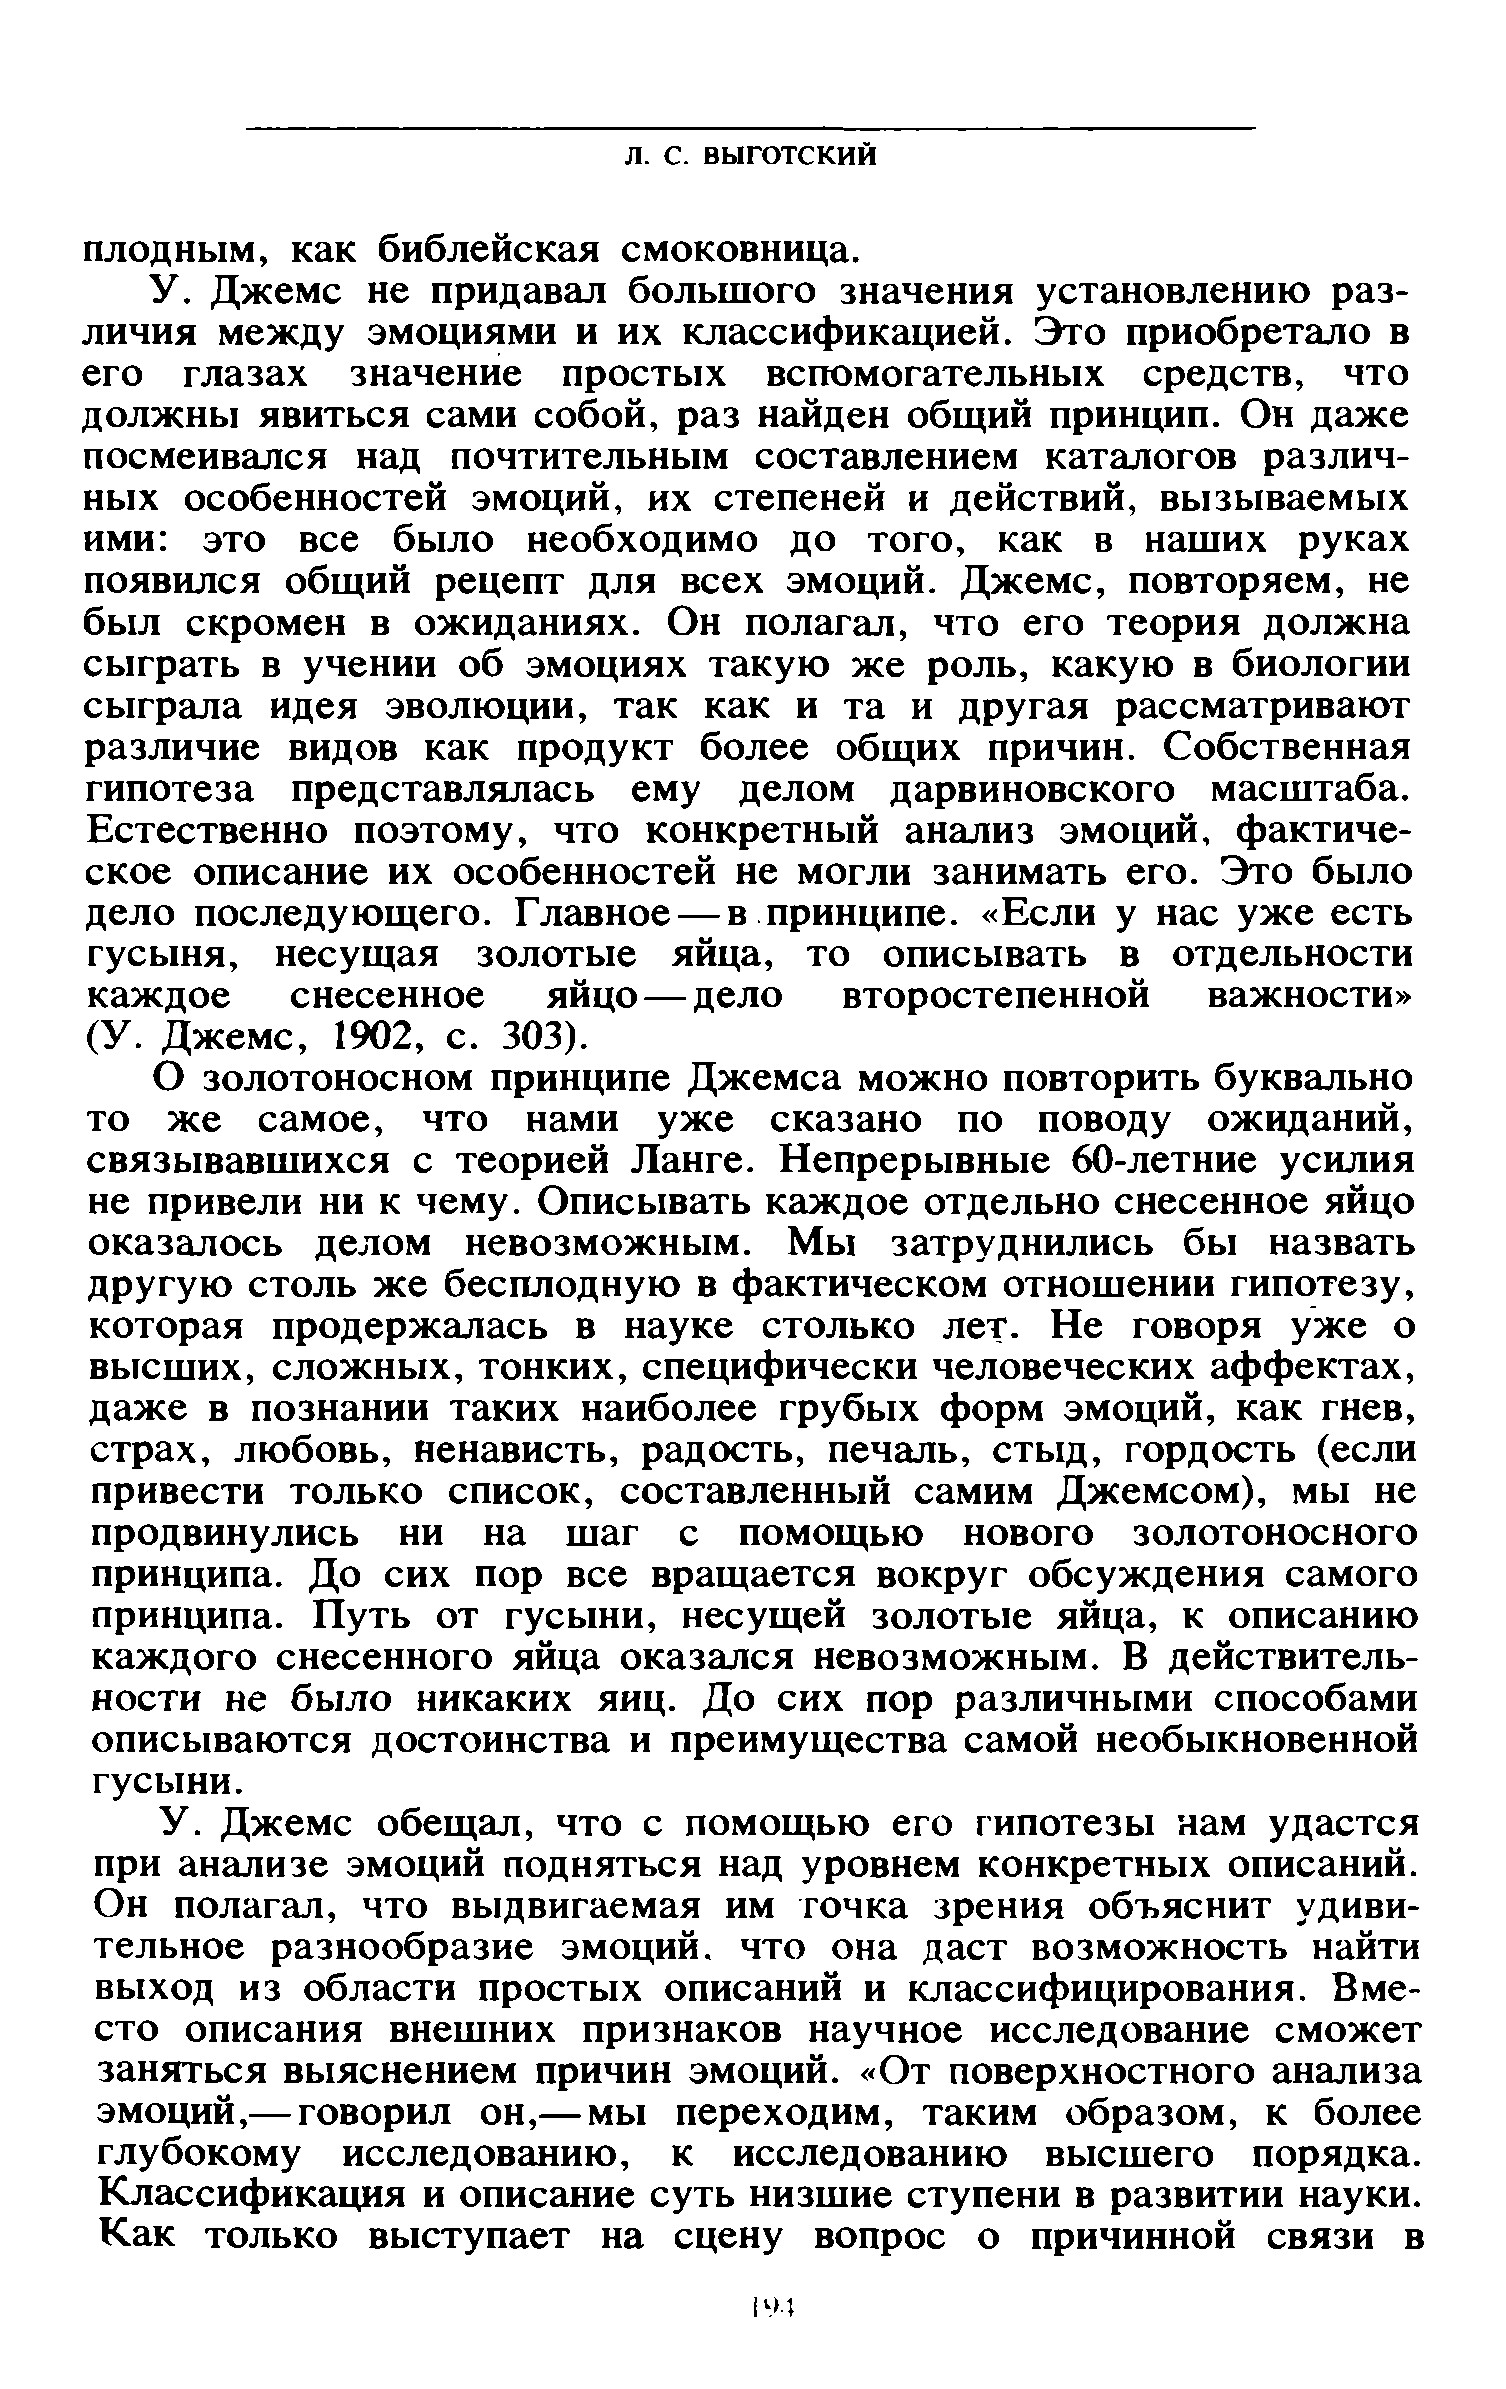 Л. С. ВЫГОТСКИЙ
плодным, как библейская смоковница.
У. Джемс не придавал большого значения установлению раз-
личия между эмоциями и их классификацией. Это приобретало в
его глазах значение простых вспомогательных средств, что
должны явиться сами собой, раз найден общий принцип. Он даже
посмеивался над почтительным составлением каталогов различ-
ных особенностей эмоций, их степеней и действий, вызываемых
ими: это все было необходимо до того, как в наших руках
появился общий рецепт для всех эмоций. Джемс, повторяем, не
был скромен в ожиданиях. Он полагал, что его теория должна
сыграть в учении об эмоциях такую же роль, какую в биологии
сыграла идея эволюции, так как и та и другая рассматривают
различие видов как продукт более общих причин. Собственная
гипотеза представлялась ему делом дарвиновского масштаба.
Естественно поэтому, что конкретный анализ эмоций, фактиче-
ское описание их особенностей не могли занимать его. Это было
дело последующего. Главное — в принципе. «Если у нас уже есть
гусыня, несущая золотые яйца, то описывать в отдельности
каждое снесенное яйцо — дело второстепенной важности»
(У. Джемс, 1902, с. 303).
О золотоносном принципе Джемса можно повторить буквально
то же самое, что нами уже сказано по поводу ожиданий,
связывавшихся с теорией Ланге. Непрерывные 60-летние усилия
не привели ни к чему. Описывать каждое отдельно снесенное яйцо
оказалось делом невозможным. Мы затруднились бы назвать
другую столь же бесплодную в фактическом отношении гипотезу,
которая продержалась в науке столько лет. Не говоря уже о
высших, сложных, тонких, специфически человеческих аффектах,
даже в познании таких наиболее грубых форм эмоций, как гнев,
страх, любовь, ненависть, радость, печаль, стыд, гордость (если
привести только список, составленный самим Джемсом), мы не
продвинулись ни на шаг с помощью нового золотоносного
принципа. До сих пор все вращается вокруг обсуждения самого
принципа. Путь от гусыни, несущей золотые яйца, к описанию
каждого снесенного яйца оказался невозможным. В действитель-
ности не было никаких яиц. До сих пор различными способами
описываются достоинства и преимущества самой необыкновенной
гусыни.
У. Джемс обещал, что с помощью его гипотезы нам удастся
при анализе эмоций подняться над уровнем конкретных описаний.
Он полагал, что выдвигаемая им точка зрения объяснит удиви-
тельное разнообразие эмоций, что она даст возможность найти
выход из области простых описаний и классифицирования. Вме-
сто описания внешних признаков научное исследование сможет
заняться выяснением причин эмоций. «От поверхностного анализа
эмоций,— говорил он,— мы переходим, таким образом, к более
глубокому исследованию, к исследованию высшего порядка.
Классификация и описание суть низшие ступени в развитии науки.
Как только выступает на сцену вопрос о причинной связи в
194